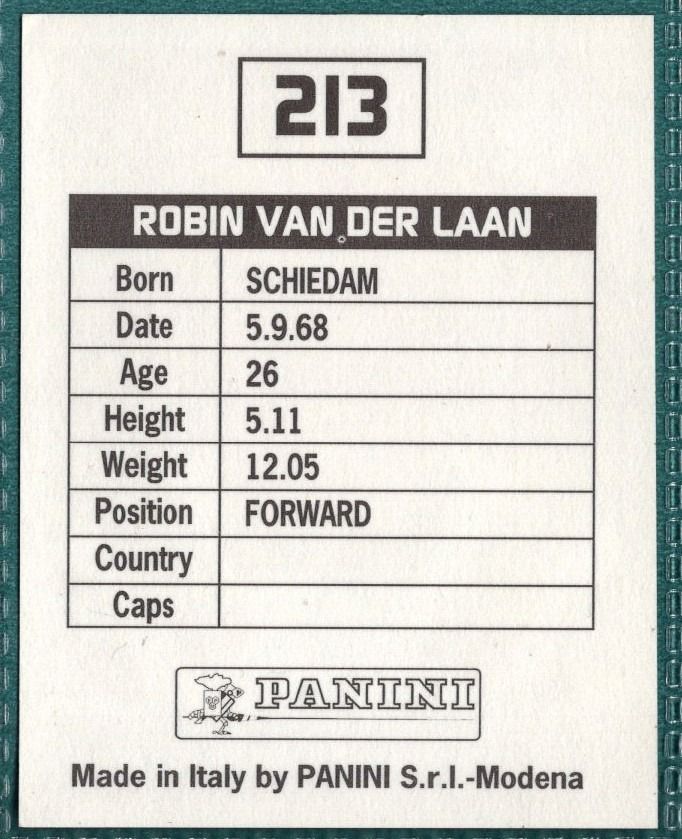 213
ROBIN VAN DER LAAN
Born SCHIEDAM
Date 5.9.68
Age 26
Height 5.11
Weight 12.05
Position FORWARD
Country
Caps
PANINI
Made in Italy by PANINI S.r.l.-Modena